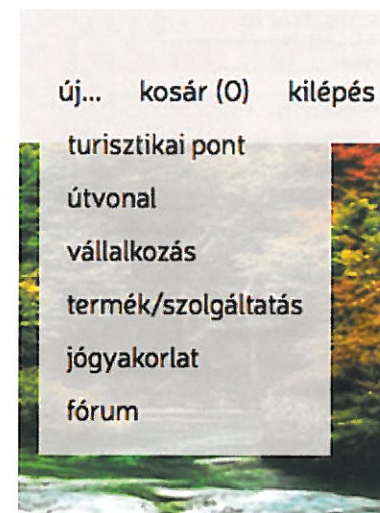 új... kosár (0) kilépés
turisztikai pont
útvonal
vállalkozás
termék/szolgáltatás
jógyakorlat
fórum